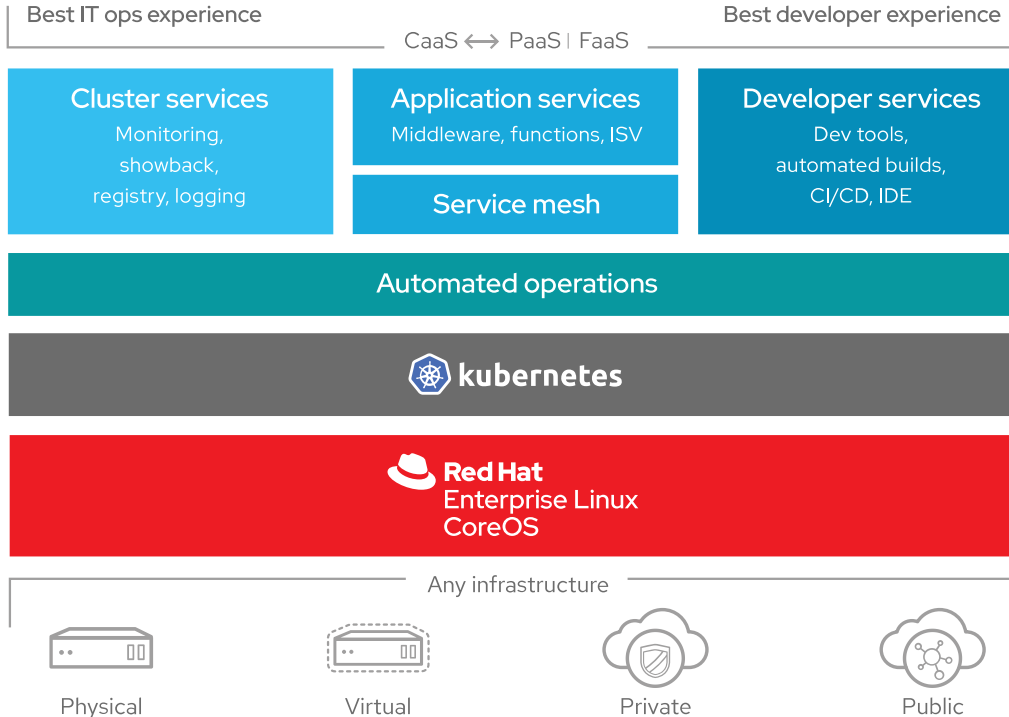 Best IT ops experience
Best developer experience
CaaS ↔ PaaS | FaaS
Cluster services
Monitoring,
showback,
registry, logging
Application services
Middleware, functions, ISV
Service mesh
Developer services
Dev tools,
automated builds,
CI/CD, IDE
Automated operations
kubernetes
Red Hat
Enterprise Linux
CoreOS
Any infrastructure
Physical
Virtual
Private
Public